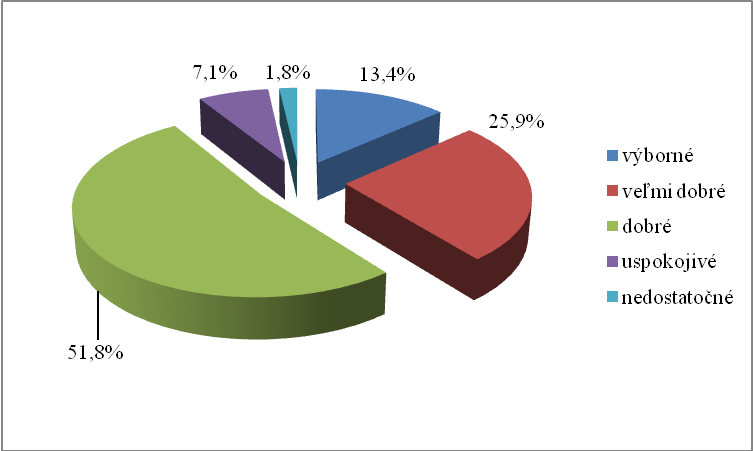 7,1%
1,8%
13,4%
25,9%
51,8%
výborné
veľmi dobré
dobré
uspokojivé
nedostatočné